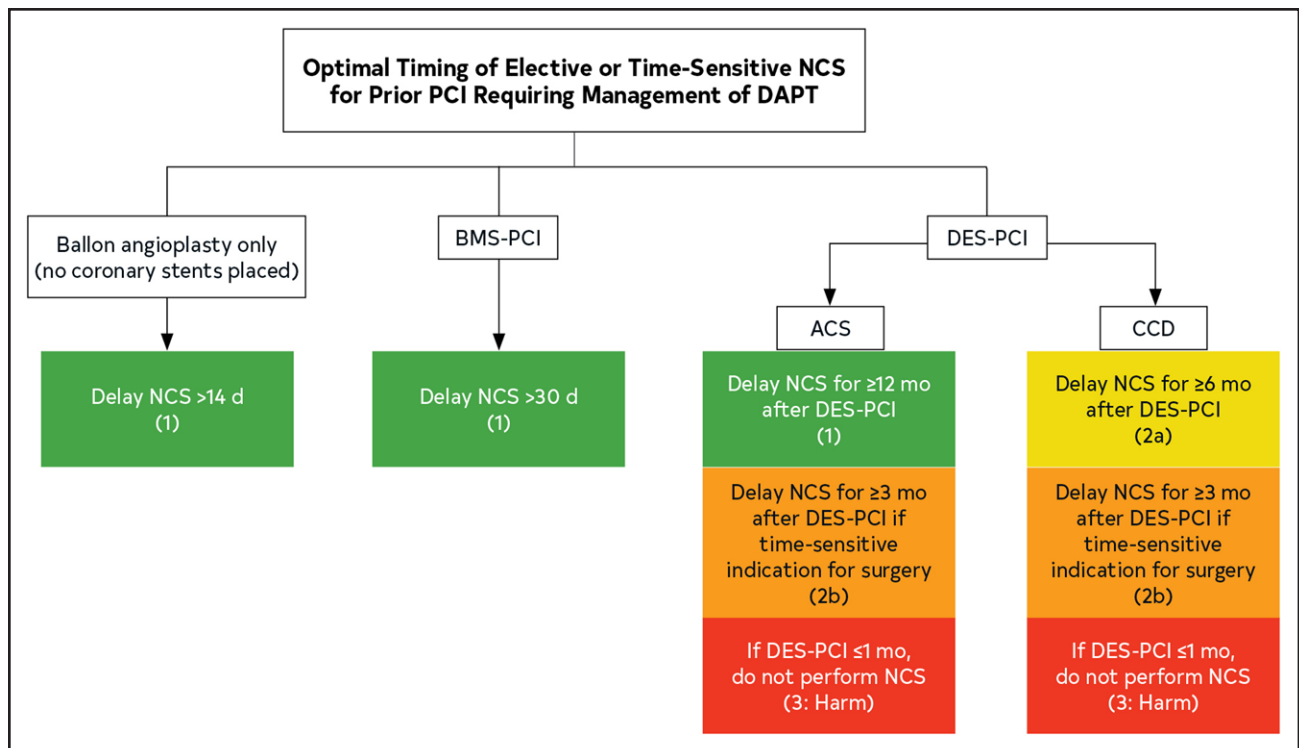 Optimal Timing of Elective or Time-Sensitive NCS
for Prior PCI Requiring Management of DAPT
Ballon angioplasty only
(no coronary stents placed)
BMS-PCI
DES-PCI
ACS
CCD
Delay NCS >14 d
(1)
Delay NCS >30 d
(1)
Delay NCS for ≥12 mo
after DES-PCI
(1)
Delay NCS for ≥6 mo
after DES-PCI
(2a)
Delay NCS for ≥3 mo
after DES-PCI if
time-sensitive
indication for surgery
(2b)
Delay NCS for ≥3 mo
after DES-PCI if
time-sensitive
indication for surgery
(2b)
If DES-PCI ≤1 mo,
do not perform NCS
(3: Harm)
If DES-PCI ≤1 mo,
do not perform NCS
(3: Harm)